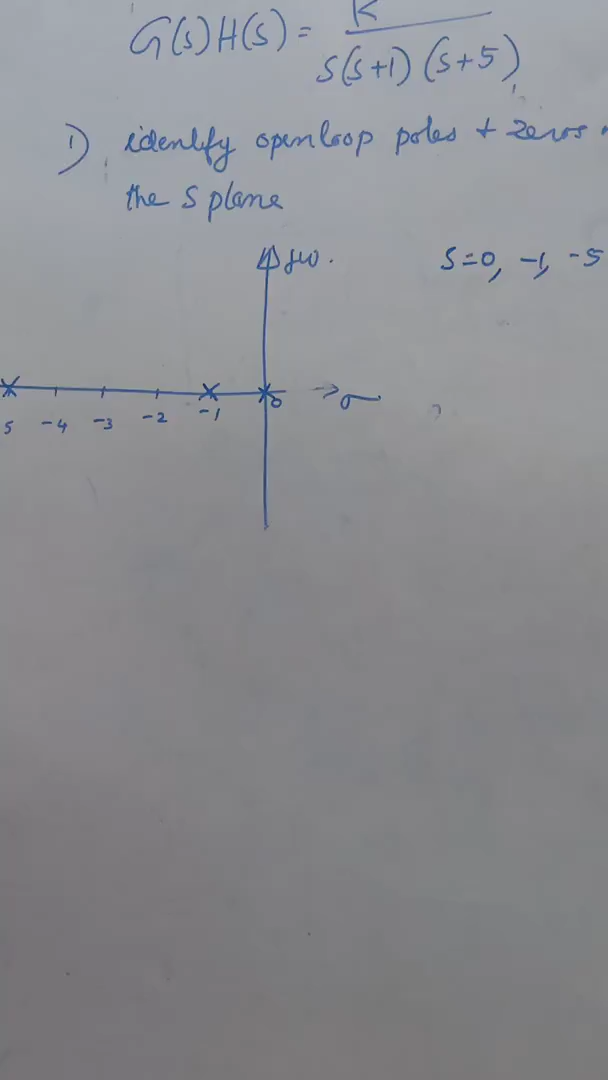 G(s)H(s) = K / s(s+1)(s+5)
1) identify openloop poles + zeros
the S plane
jω.
S=0, -1, -5
5 -4 -3 -2 -1 0 → σ